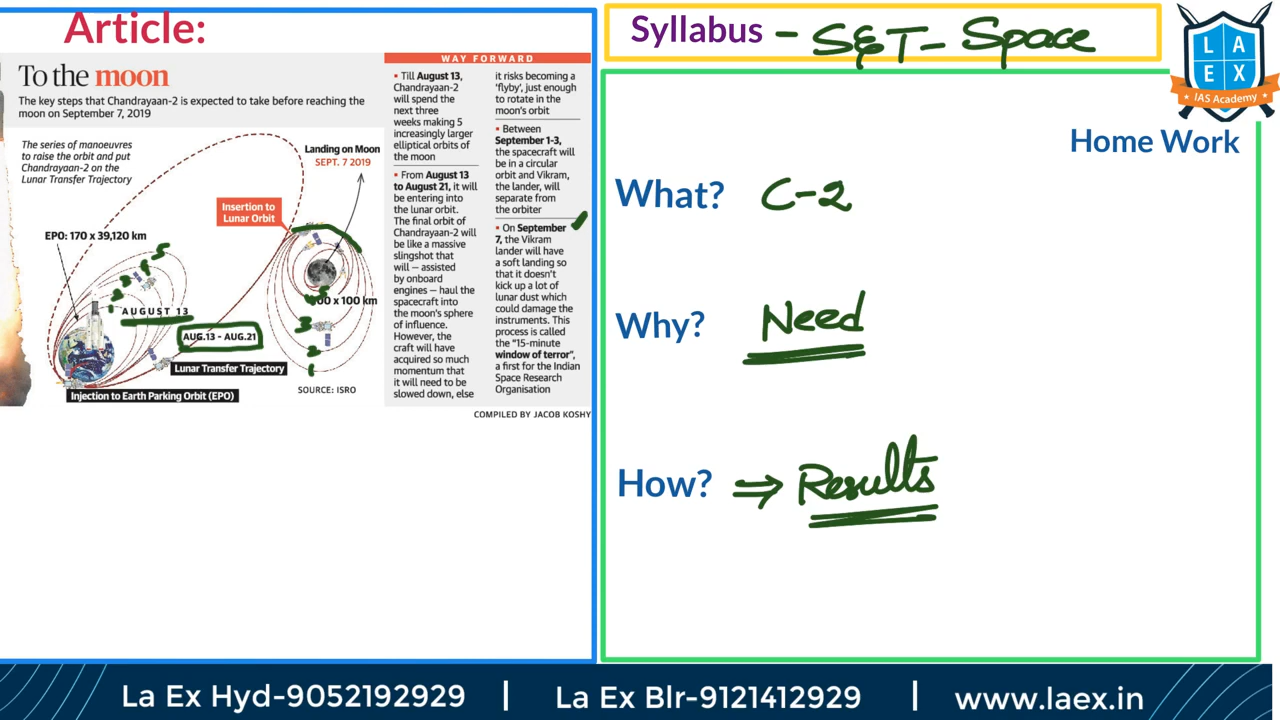 Article:
To the moon
The key steps that Chandrayaan-2 is expected to take before reaching the
moon on September 7, 2019
The series of manoeuvres
to raise the orbit and put
Chandrayaan-2 on the
Lunar Transfer Trajectory
Landing on Moon
SEPT. 7 2019
Insertion to
Lunar Orbit
EPO: 170 x 39,120 km
5
4
3
2
1
AUGUST 13
AUG.13 - AUG.21
100 x 100 km
3
2
1
Lunar Transfer Trajectory
Injection to Earth Parking Orbit (EPO)
SOURCE: ISRO
WAY FORWARD
▪ Till August 13,
Chandrayaan-2
will spend the
next three
weeks making 5
increasingly larger
elliptical orbits of
the moon
▪ From August 13
to August 21, it will
be entering into
the lunar orbit.
The final orbit of
Chandrayaan-2 will
be like a massive
slingshot that
will — assisted
by onboard
engines — haul the
spacecraft into
the moon's sphere
of influence.
However, the
craft will have
acquired so much
momentum that
it will need to be
slowed down, else
it risks becoming a
'flyby', just enough
to rotate in the
moon's orbit
▪ Between
September 1-3,
the spacecraft will
be in a circular
orbit and Vikram,
the lander, will
separate from
the orbiter
▪ On September
7, the Vikram
lander will have
a soft landing so
that it doesn't
kick up a lot of
lunar dust which
could damage the
instruments. This
process is called
the "15-minute
window of terror",
a first for the Indian
Space Research
Organisation
COMPILED BY JACOB KOSHY
Syllabus - S&T - Space
L A
E X
IAS Academy
Home Work
What? C-2
Why? Need
How? ⇒ Results
La Ex Hyd-9052192929 | La Ex Blr-9121412929 | www.laex.in